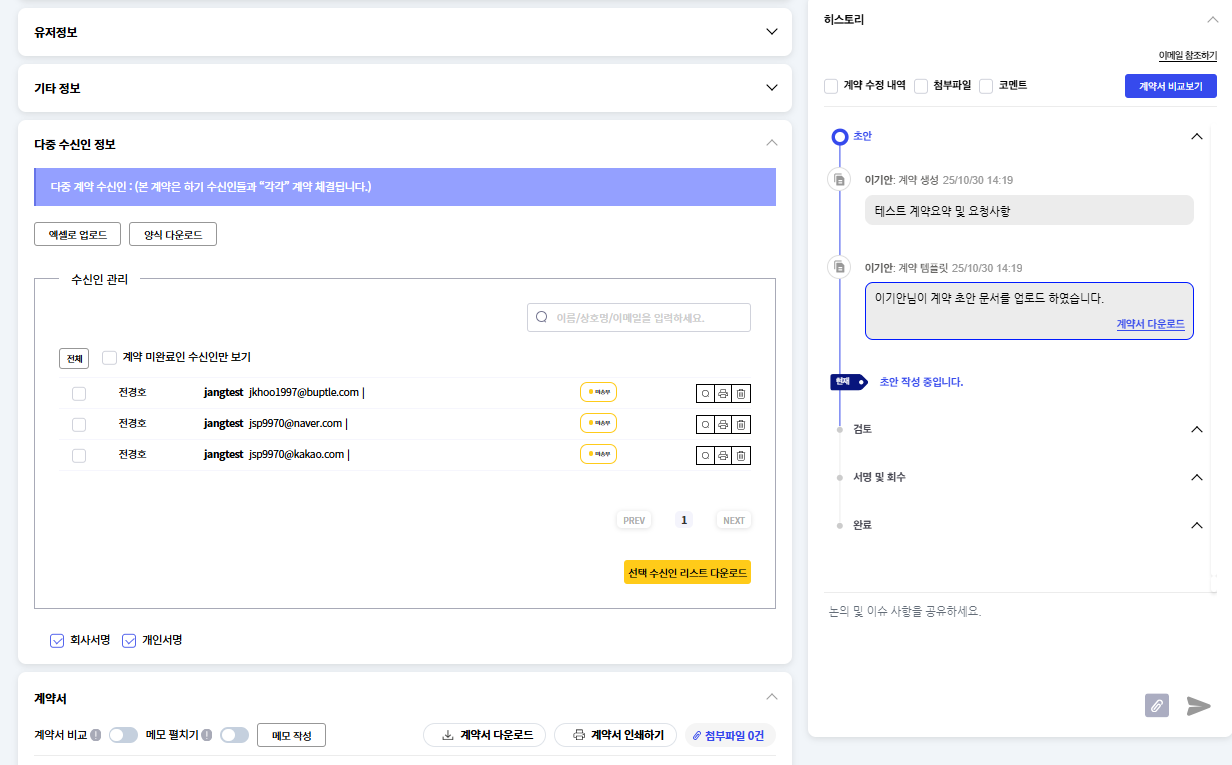 유저정보
기타 정보
다중 수신인 정보
다중 계약 수신인 : (본 계약은 하기 수신인들과 “각각” 계약 체결됩니다.)
엑셀로 업로드
양식 다운로드
수신인 관리
이름/상호명/이메일을 입력하세요.
전체
계약 미완료인 수신인만 보기
전경호 jangtest jkhoo1997@buptle.com | 미송부
전경호 jangtest jsp9970@naver.com | 미송부
전경호 jangtest jsp9970@kakao.com | 미송부
PREV 1 NEXT
선택 수신인 리스트 다운로드
회사서명 개인서명
계약서
계약서 비교 메모 펼치기 메모 작성 계약서 다운로드 계약서 인쇄하기 첨부파일 0건
히스토리
이메일 참조하기
계약 수정 내역 첨부파일 코멘트 계약서 비교보기
초안
이기안: 계약 생성 25/10/30 14:19
테스트 계약요약 및 요청사항
이기안: 계약 템플릿 25/10/30 14:19
이기안님이 계약 초안 문서를 업로드 하였습니다.
계약서 다운로드
현재 초안 작성 중입니다.
검토
서명 및 회수
완료
논의 및 이슈 사항을 공유하세요.